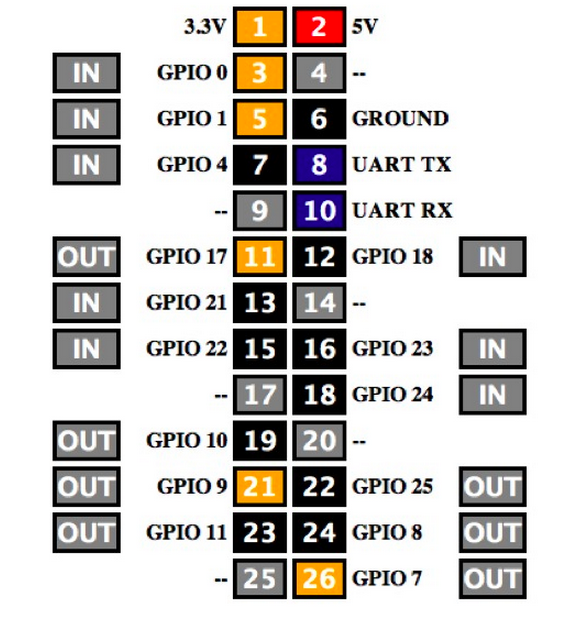 3.3V 1 2 5V
IN GPIO 0 3 4 --
IN GPIO 1 5 6 GROUND
IN GPIO 4 7 8 UART TX
-- 9 10 UART RX
OUT GPIO 17 11 12 GPIO 18 IN
IN GPIO 21 13 14 --
IN GPIO 22 15 16 GPIO 23 IN
-- 17 18 GPIO 24 IN
OUT GPIO 10 19 20 --
OUT GPIO 9 21 22 GPIO 25 OUT
OUT GPIO 11 23 24 GPIO 8 OUT
-- 25 26 GPIO 7 OUT